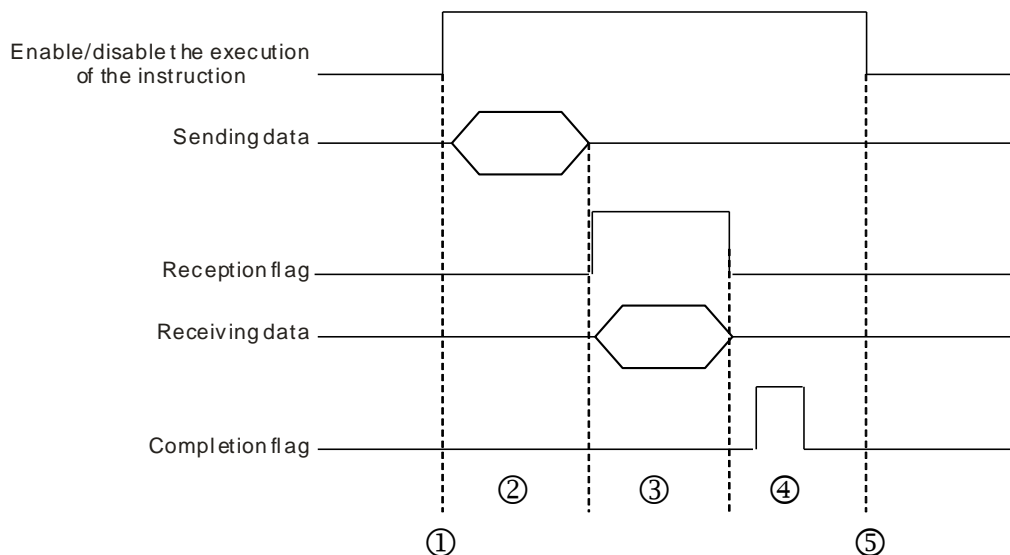 Enable/disable the execution
of the instruction
Sending data
Reception flag
Receiving data
Completion flag
② ③ ④
① ⑤